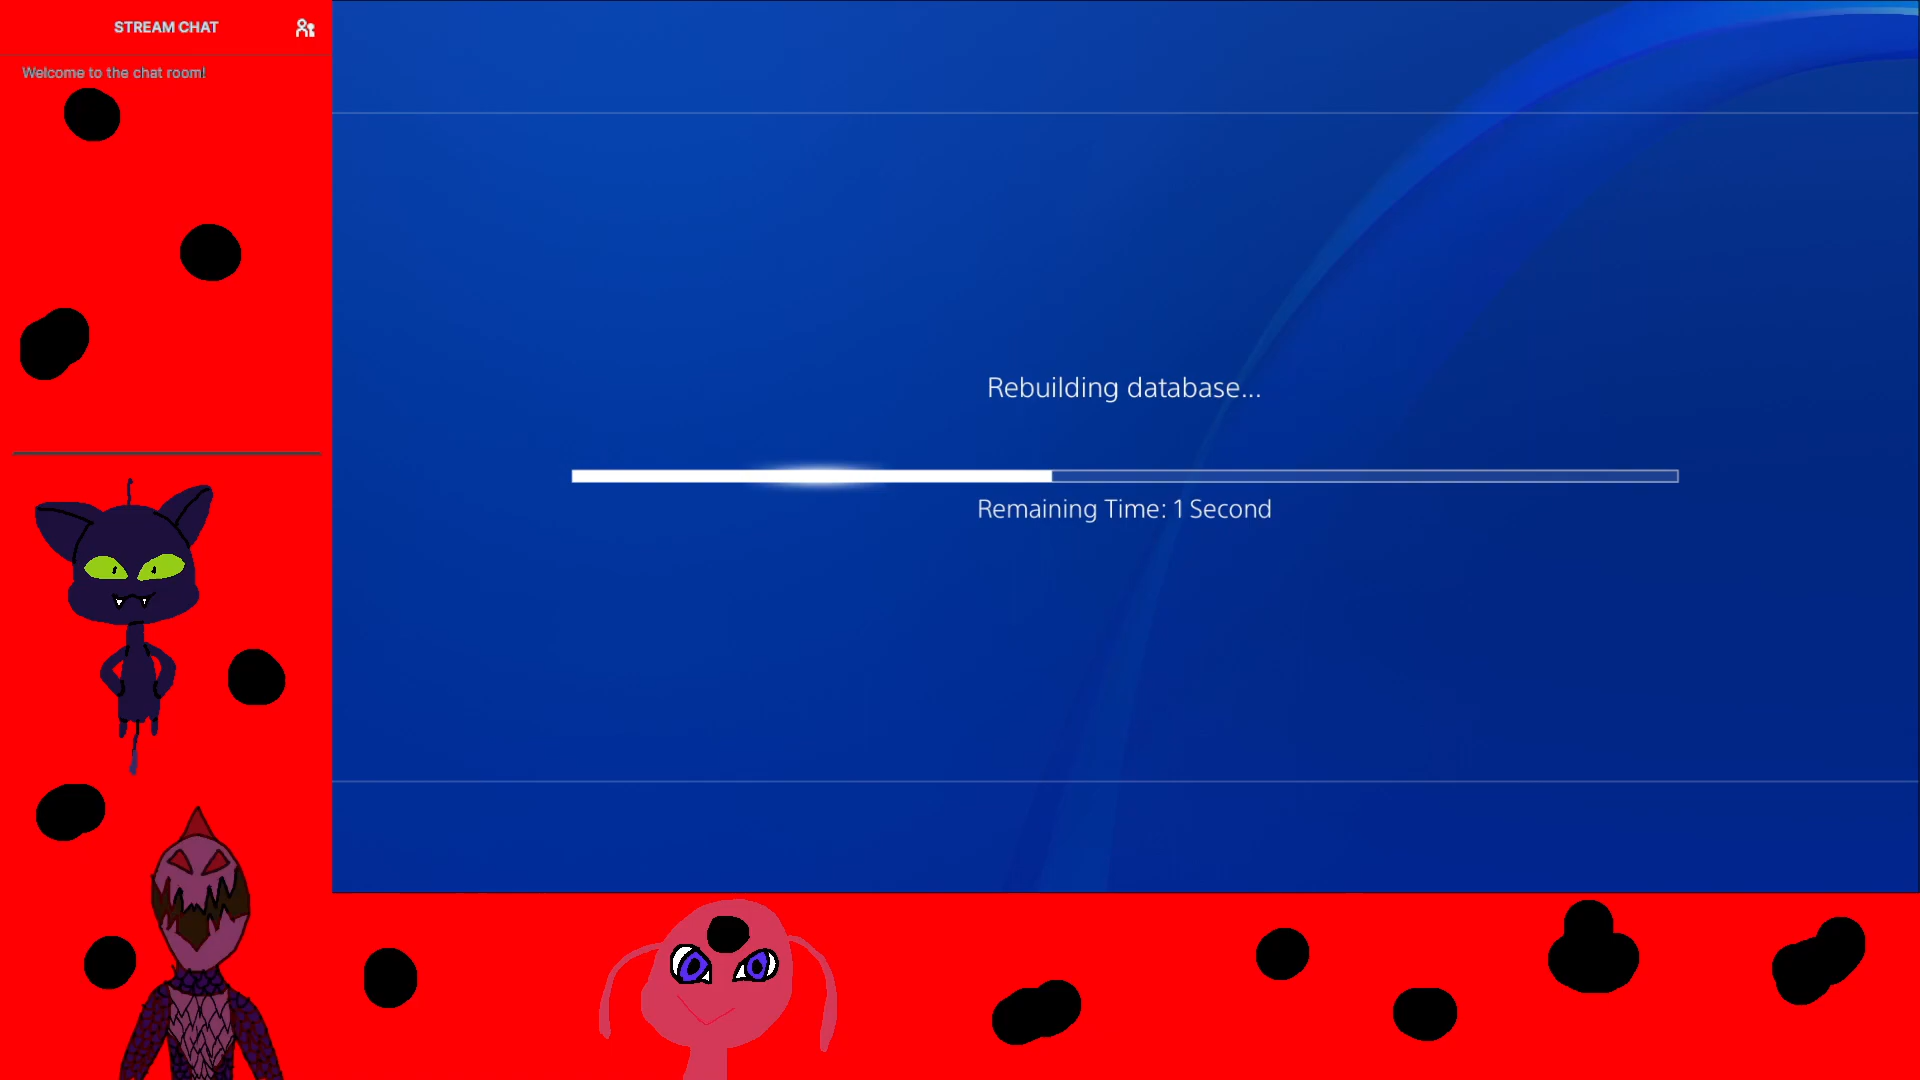 STREAM CHAT
Welcome to the chat room!
Rebuilding database...
Remaining Time: 1 Second